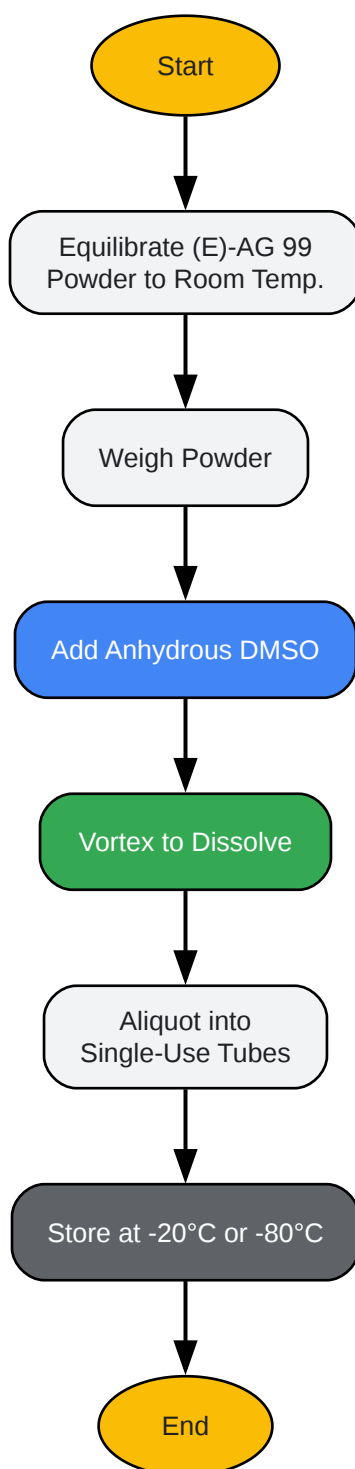 Start
Equilibrate (E)-AG 99
Powder to Room Temp.
Weigh Powder
Add Anhydrous DMSO
Vortex to Dissolve
Aliquot into
Single-Use Tubes
Store at -20°C or -80°C
End